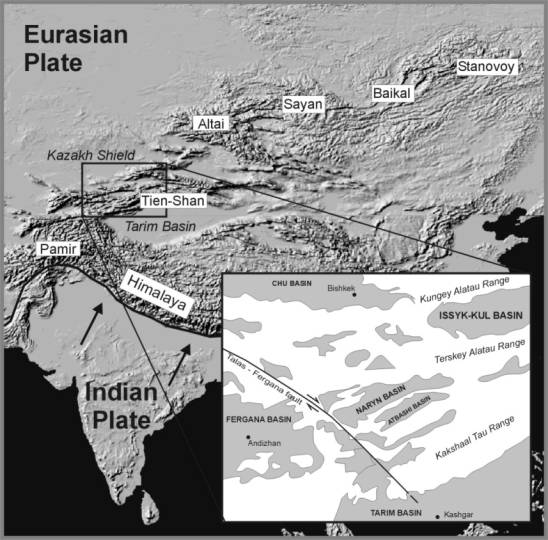 Eurasian
Plate
Stanovoy
Baikal
Sayan
Altai
Kazakh Shield
Tien-Shan
Tarim Basin
Pamir
Himalaya
Indian
Plate
CHU BASIN
Bishkek
Kungey Alatau Range
ISSYK-KUL BASIN
Terskey Alatau Range
Talas - Fergana fault
NARYN BASIN
ATBASHI BASIN
FERGANA BASIN
Andizhan
Kakshaal Tau Range
TARIM BASIN
Kashgar